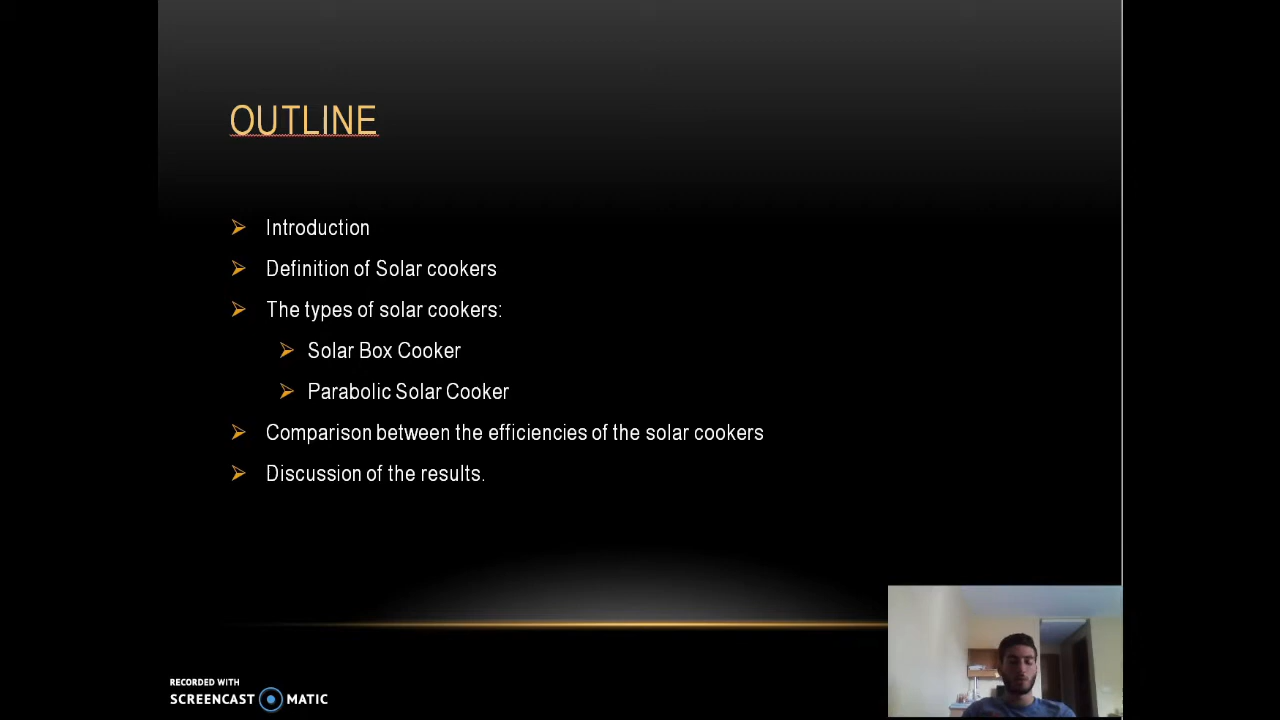 OUTLINE
Introduction
Definition of Solar cookers
The types of solar cookers:
Solar Box Cooker
Parabolic Solar Cooker
Comparison between the efficiencies of the solar cookers
Discussion of the results.
RECORDED WITH
SCREENCAST MATIC